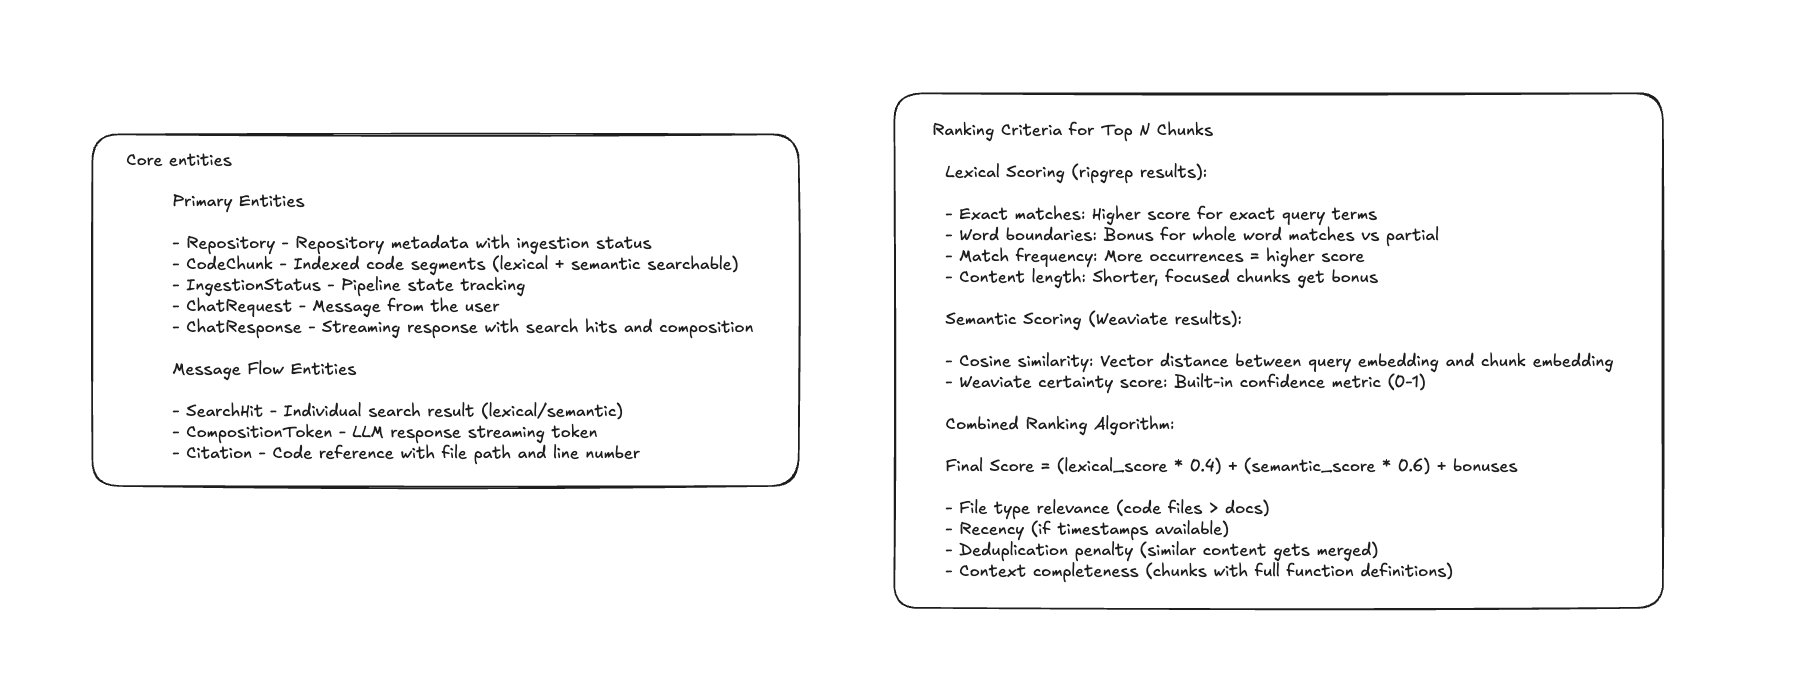 Core entities
Primary Entities
- Repository - Repository metadata with ingestion status
- CodeChunk - Indexed code segments (lexical + semantic searchable)
- IngestionStatus - Pipeline state tracking
- ChatRequest - Message from the user
- ChatResponse - Streaming response with search hits and composition
Message Flow Entities
- SearchHit - Individual search result (lexical/semantic)
- CompositionToken - LLM response streaming token
- Citation - Code reference with file path and line number
Ranking Criteria for Top N Chunks
Lexical Scoring (ripgrep results):
- Exact matches: Higher score for exact query terms
- Word boundaries: Bonus for whole word matches vs partial
- Match frequency: More occurrences = higher score
- Content length: Shorter, focused chunks get bonus
Semantic Scoring (Weaviate results):
- Cosine similarity: Vector distance between query embedding and chunk embedding
- Weaviate certainty score: Built-in confidence metric (0-1)
Combined Ranking Algorithm:
Final Score = (lexical_score * 0.4) + (semantic_score * 0.6) + bonuses
- File type relevance (code files > docs)
- Recency (if timestamps available)
- Deduplication penalty (similar content gets merged)
- Context completeness (chunks with full function definitions)